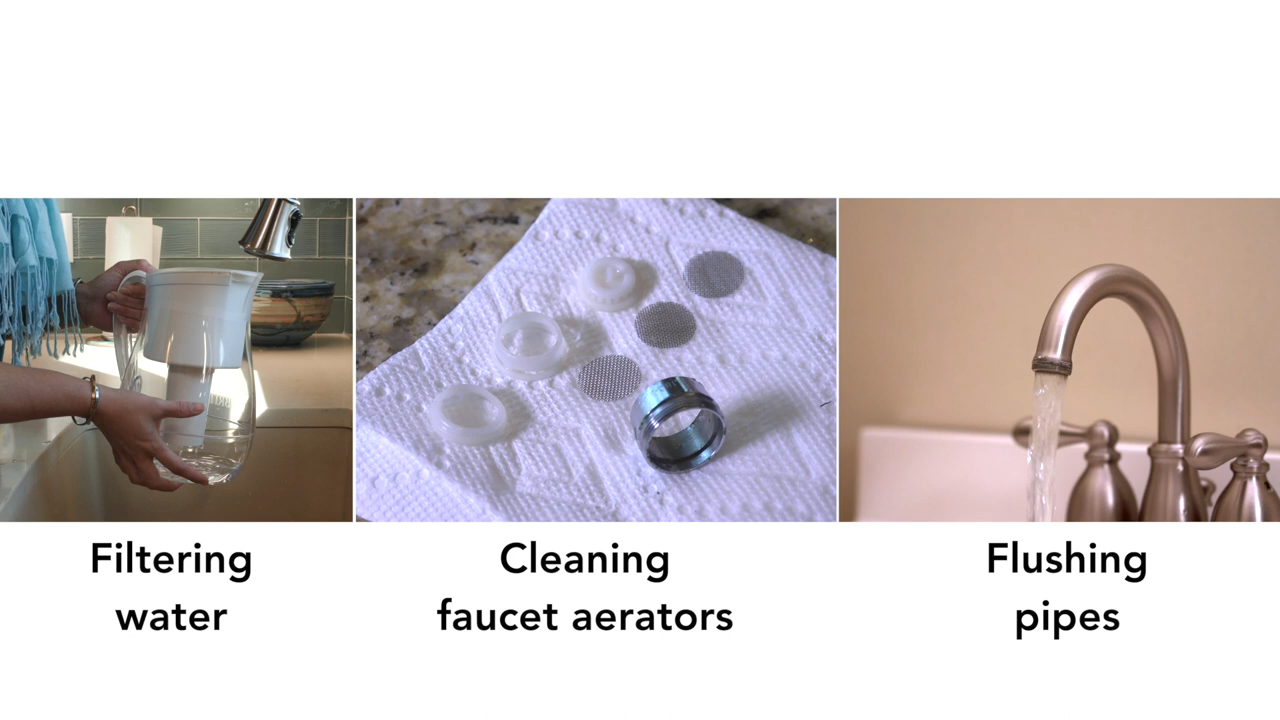 Filtering
water
Cleaning
faucet aerators
Flushing
pipes